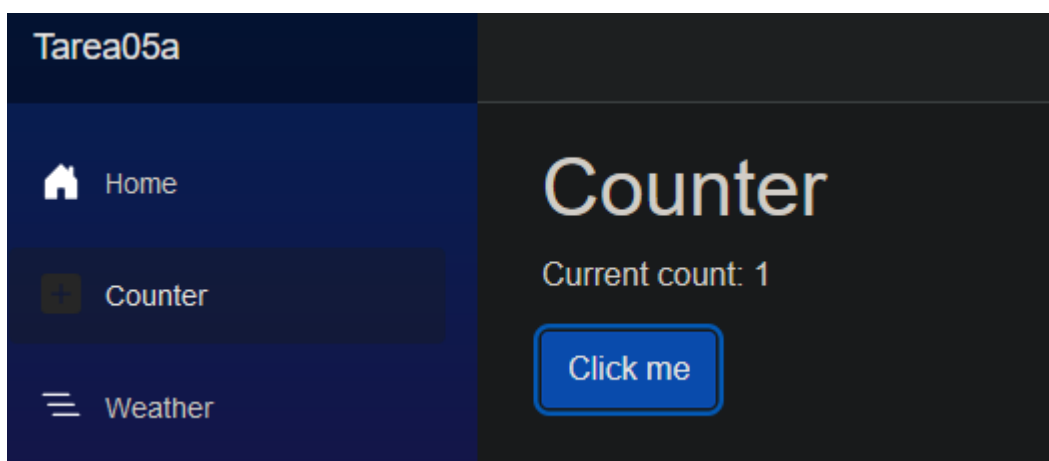 Tarea05a
Home
Counter
Weather
Counter
Current count: 1
Click me